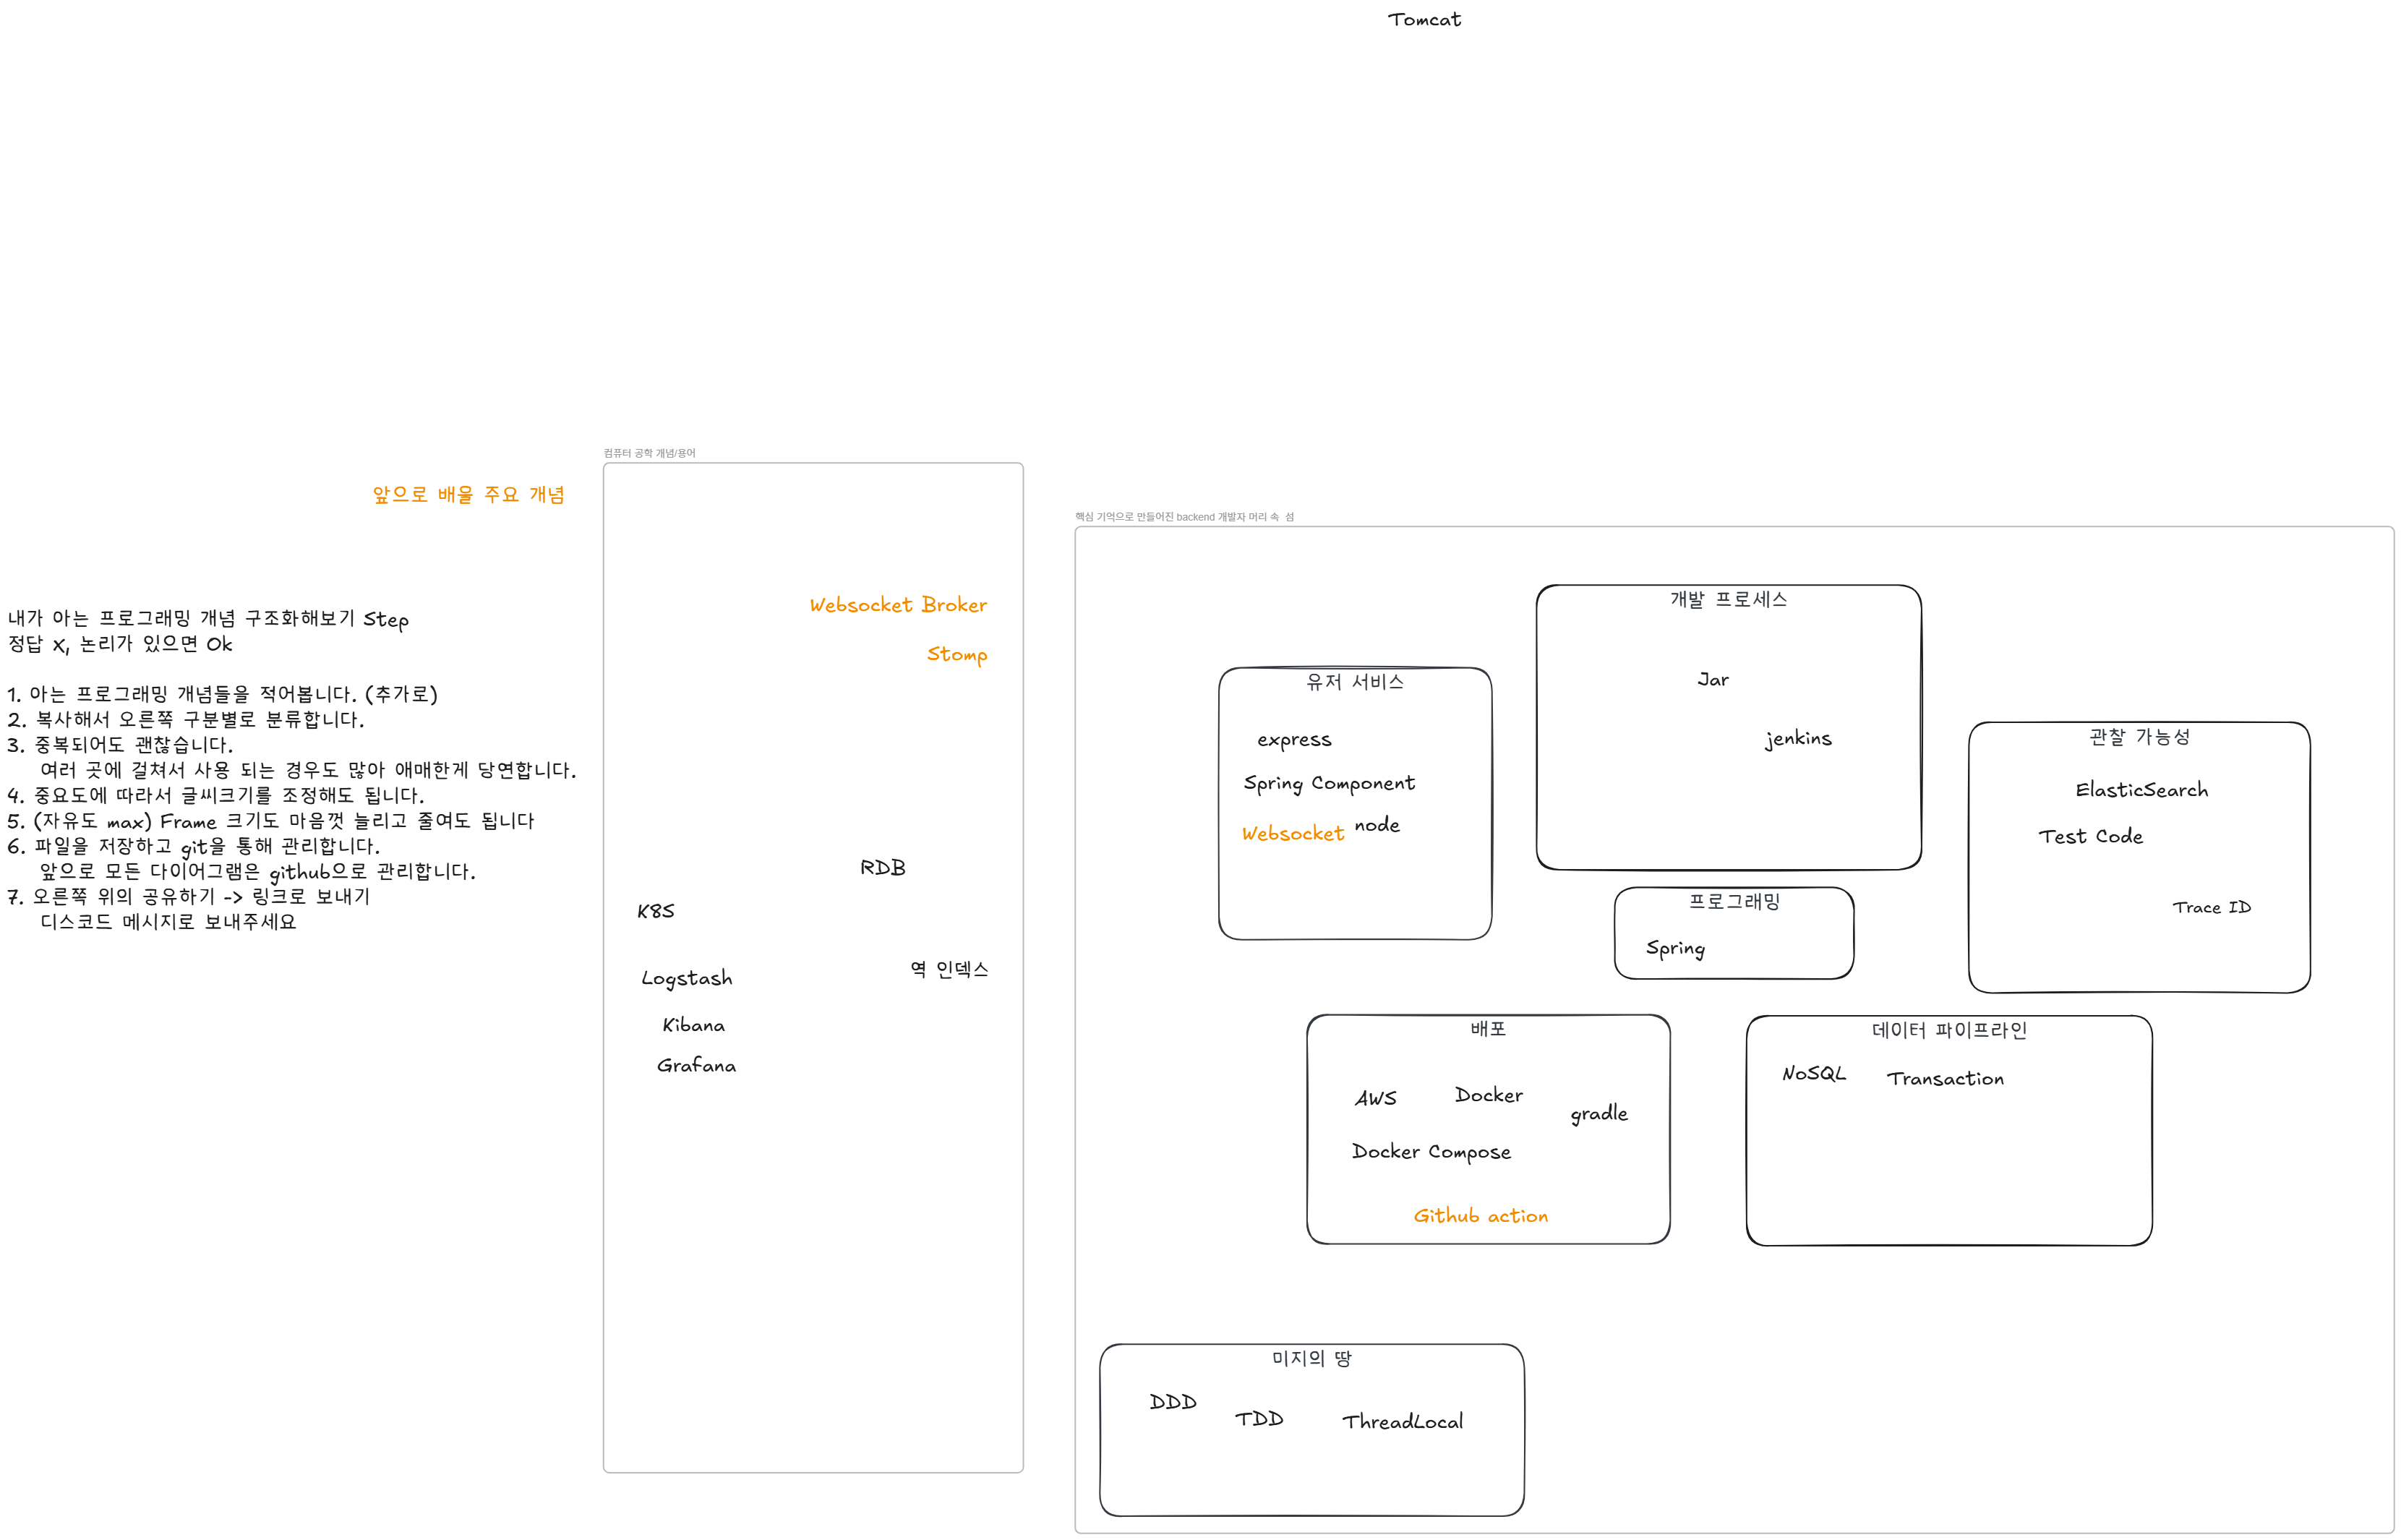 Tomcat
컴퓨터 공학 개념/용어
앞으로 배울 주요 개념
내가 아는 프로그래밍 개념 구조화해보기 Step
정답 X, 논리가 있으면 Ok
1. 아는 프로그래밍 개념들을 적어봅니다. (추가로)
2. 복사해서 오른쪽 구분별로 분류합니다.
3. 중복되어도 괜찮습니다.
여러 곳에 걸쳐서 사용 되는 경우도 많아 애매한게 당연합니다.
4. 중요도에 따라서 글씨크기를 조정해도 됩니다.
5. (자유도 max) Frame 크기도 마음껏 늘리고 줄여도 됩니다
6. 파일을 저장하고 git을 통해 관리합니다.
앞으로 모든 다이어그램은 github으로 관리합니다.
7. 오른쪽 위의 공유하기 -> 링크로 보내기
디스코드 메시지로 보내주세요
Websocket Broker
Stomp
RDB
K8S
역 인덱스
Logstash
Kibana
Grafana
핵심 기억으로 만들어진 backend 개발자 머리 속 섬
유저 서비스
express
Spring Component
Websocket
node
개발 프로세스
Jar
jenkins
프로그래밍
Spring
관찰 가능성
ElasticSearch
Test Code
Trace ID
배포
AWS
Docker
gradle
Docker Compose
Github action
데이터 파이프라인
NoSQL
Transaction
미지의 땅
DDD
TDD
ThreadLocal